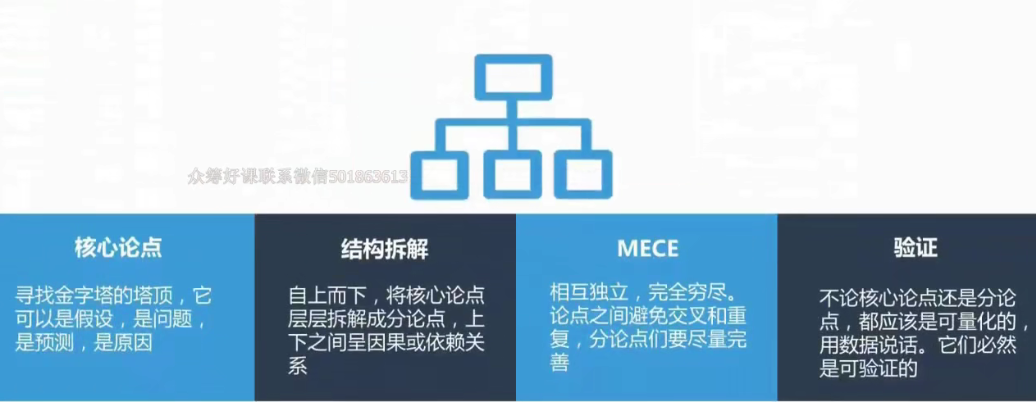 众筹好课联系微信501863613
核心论点
寻找金字塔的塔顶，它
可以是假设，是问题，
是预测，是原因
结构拆解
自上而下，将核心论点
层层拆解成分论点，上
下之间呈因果或依赖关
系
MECE
相互独立，完全穷尽。
论点之间避免交叉和重
复，分论点们要尽量完
善
验证
不论核心论点还是分论
点，都应该是可量化的，
用数据说话。它们必然
是可验证的